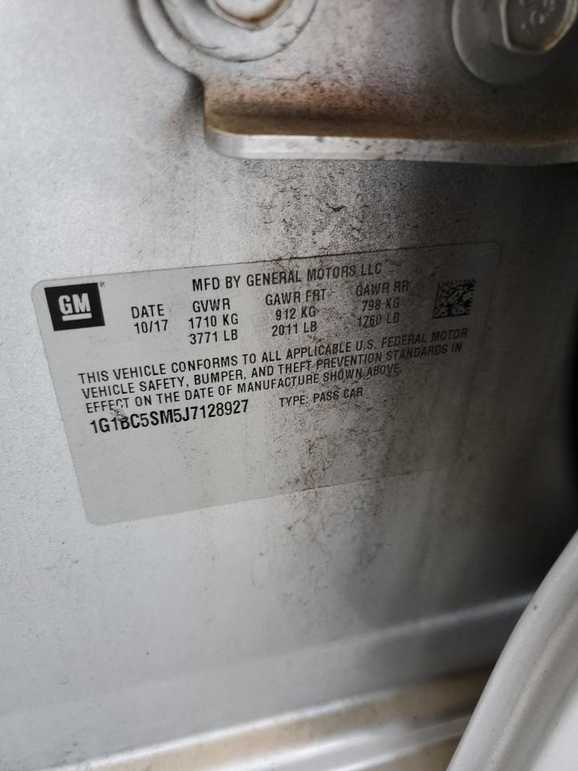 MFD BY GENERAL MOTORS LLC
GM
DATE GVWR GAWR FRT GAWR RR
10/17 1710 KG 912 KG 798 KG
3771 LB 2011 LB 1760 LB
THIS VEHICLE CONFORMS TO ALL APPLICABLE U.S. FEDERAL MOTOR
VEHICLE SAFETY, BUMPER, AND THEFT PREVENTION STANDARDS IN
EFFECT ON THE DATE OF MANUFACTURE SHOWN ABOVE.
1G1BC5SM5J7128927 TYPE: PASS CAR